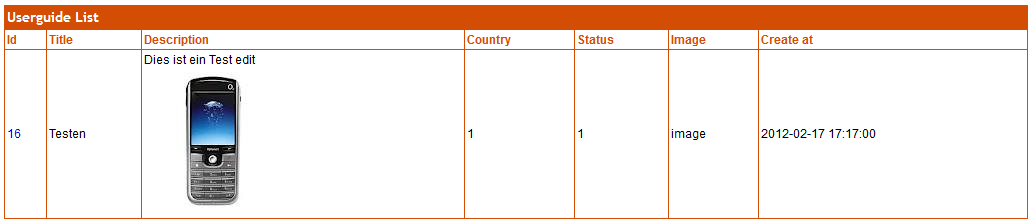 Userguide List
Id Title Description Country Status Image Create at
Dies ist ein Test edit
O2
16 Testen 1 1 image 2012-02-17 17:17:00